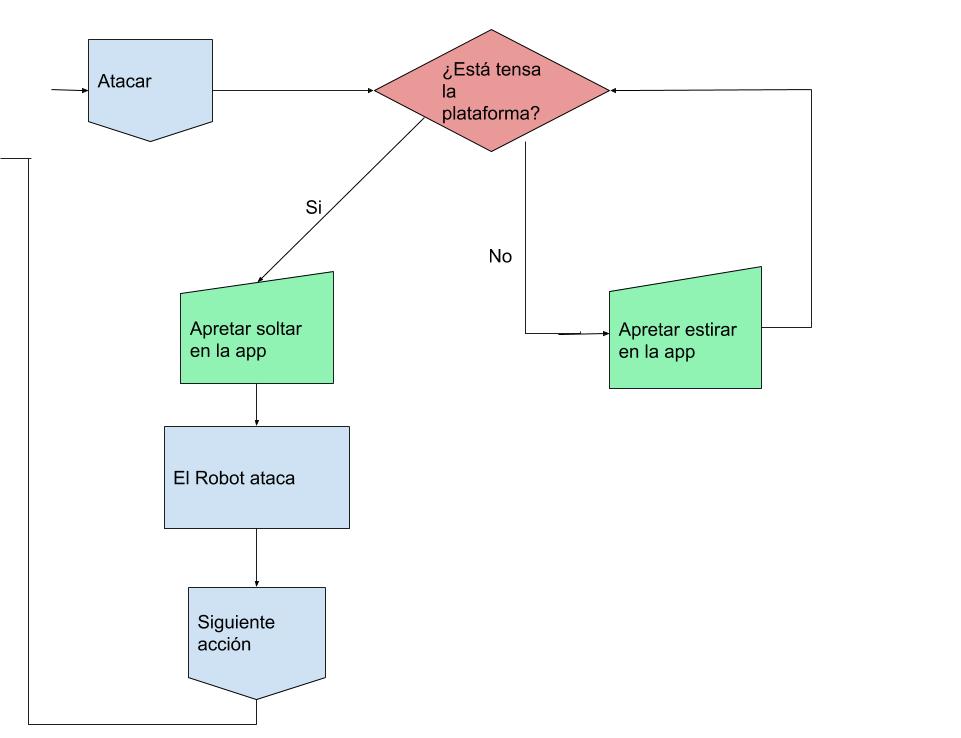 Atacar
¿Está tensa
la
plataforma?
Si
No
Apretar soltar
en la app
Apretar estirar
en la app
El Robot ataca
Siguiente
acción